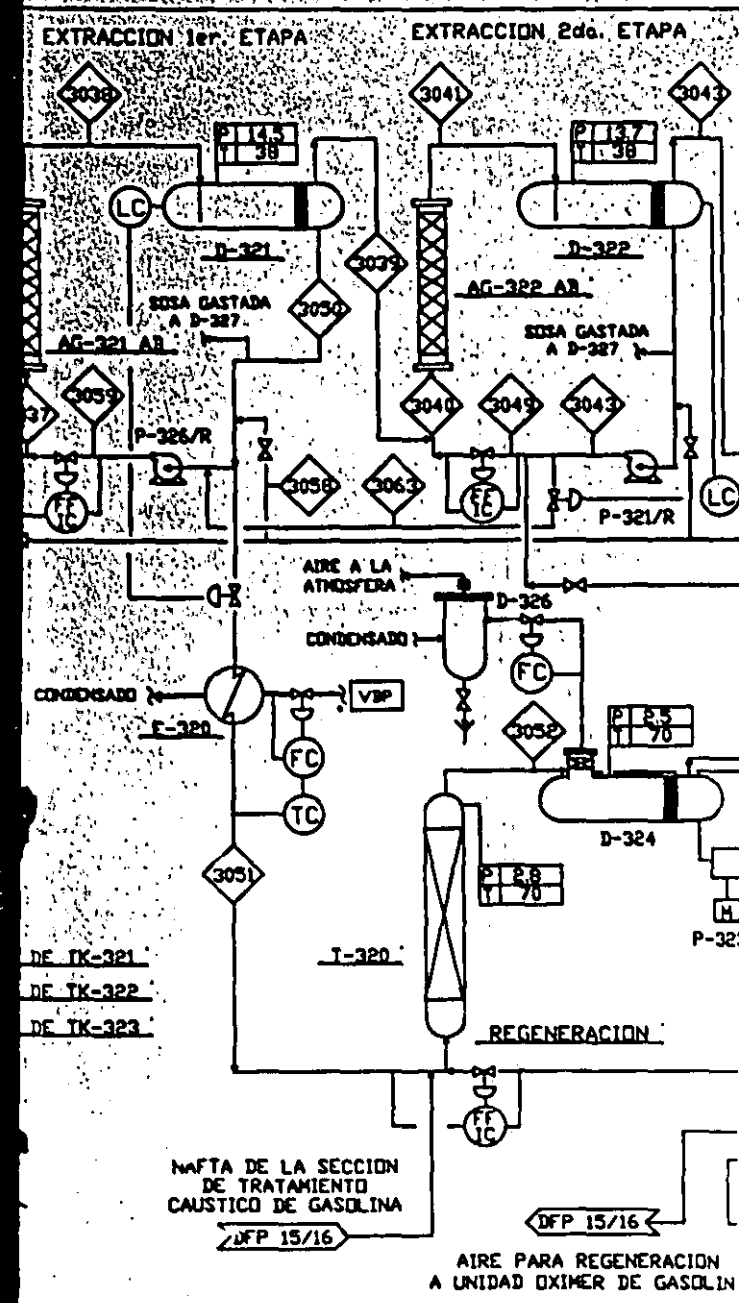 EXTRACCION 1er. ETAPA
EXTRACCION 2da. ETAPA
3038
3041
3043
P 14.5
T 38
P 13.7
T 38
LC
D-321
3039
D-322
3050
SOSA GASTADA
A D-327
AG-322 AB
SOSA GASTADA
A D-327
AG-321 AB
37
3059
3040
3049
3043
P-326/R
FF
IC
3058
3063
FF
IC
P-321/R
LC
AIRE A LA
ATMOSFERA
D-326
CONDENSADO
FC
CONDENSADO
VBP
E-320
3052
P 2.5
T 70
FC
TC
D-324
3051
P 2.8
T 70
M
P-323
DE TK-321
T-320
DE TK-322
DE TK-323
REGENERACION
FF
IC
NAFTA DE LA SECCION
DE TRATAMIENTO
CAUSTICO DE GASOLINA
DFP 15/16
DFP 15/16
AIRE PARA REGENERACION
A UNIDAD OXIMER DE GASOLIN